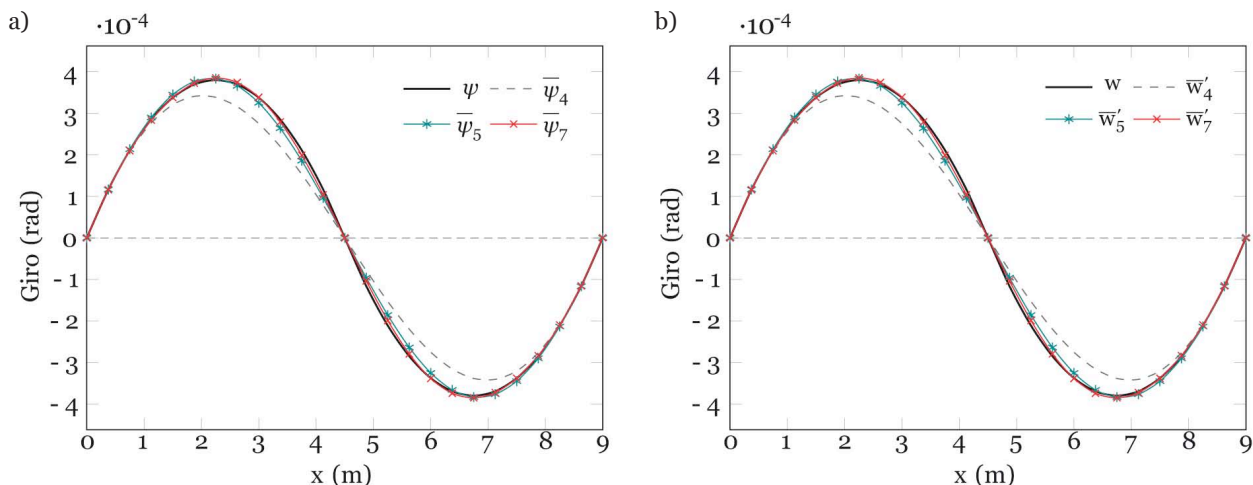 a)
·10⁻⁴
4
3
2
1
0
- 1
- 2
- 3
- 4
Giro (rad)
ψ
ψ̅₄
ψ̅₅
ψ̅₇
0 1 2 3 4 5 6 7 8 9
x (m)
b)
·10⁻⁴
4
3
2
1
0
- 1
- 2
- 3
- 4
Giro (rad)
w
w̅′₄
w̅′₅
w̅′₇
0 1 2 3 4 5 6 7 8 9
x (m)